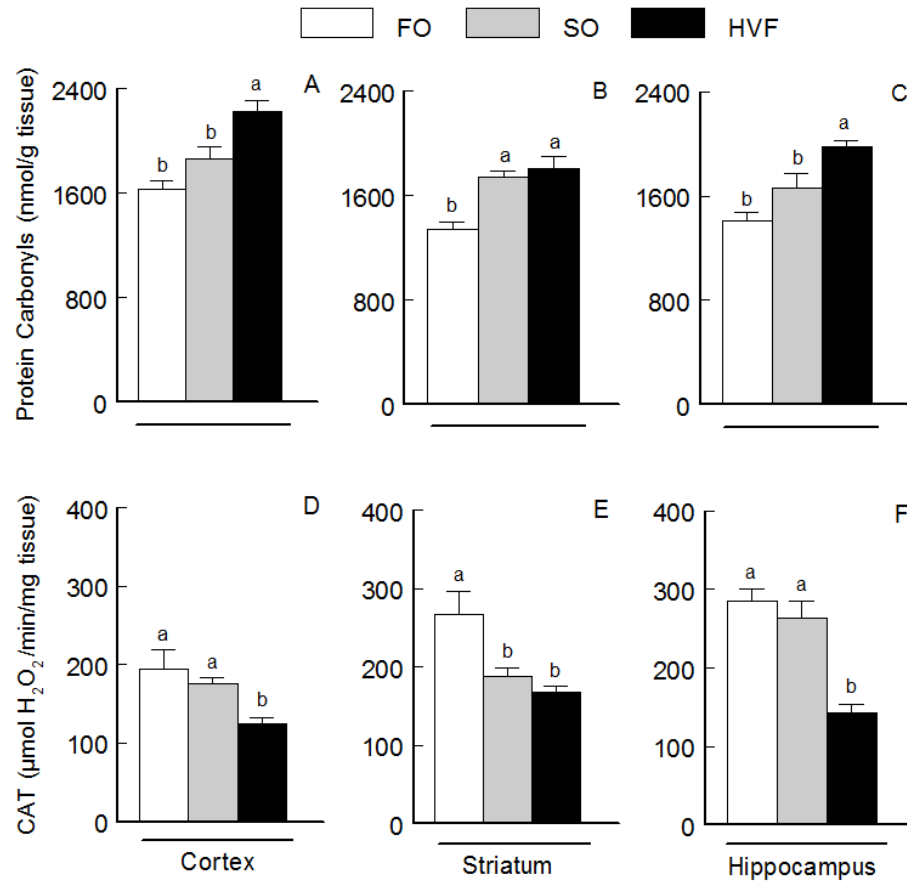 FO SO HVF
Protein Carbonyls (nmol/g tissue)
A
2400
1600
800
0
b
b
a
B
2400
1600
800
0
b
a
a
C
2400
1600
800
0
b
b
a
CAT (µmol H₂O₂/min/mg tissue)
D
400
300
200
100
0
a
a
b
Cortex
E
400
300
200
100
0
a
b
b
Striatum
F
400
300
200
100
0
a
a
b
Hippocampus